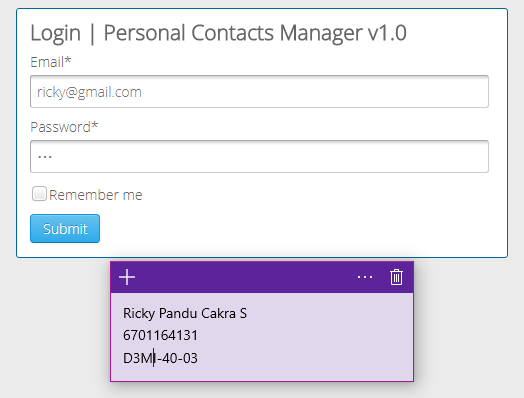 Login | Personal Contacts Manager v1.0
Email*
ricky@gmail.com
Password*
•••
Remember me
Submit
Ricky Pandu Cakra S
6701164131
D3MI-40-03